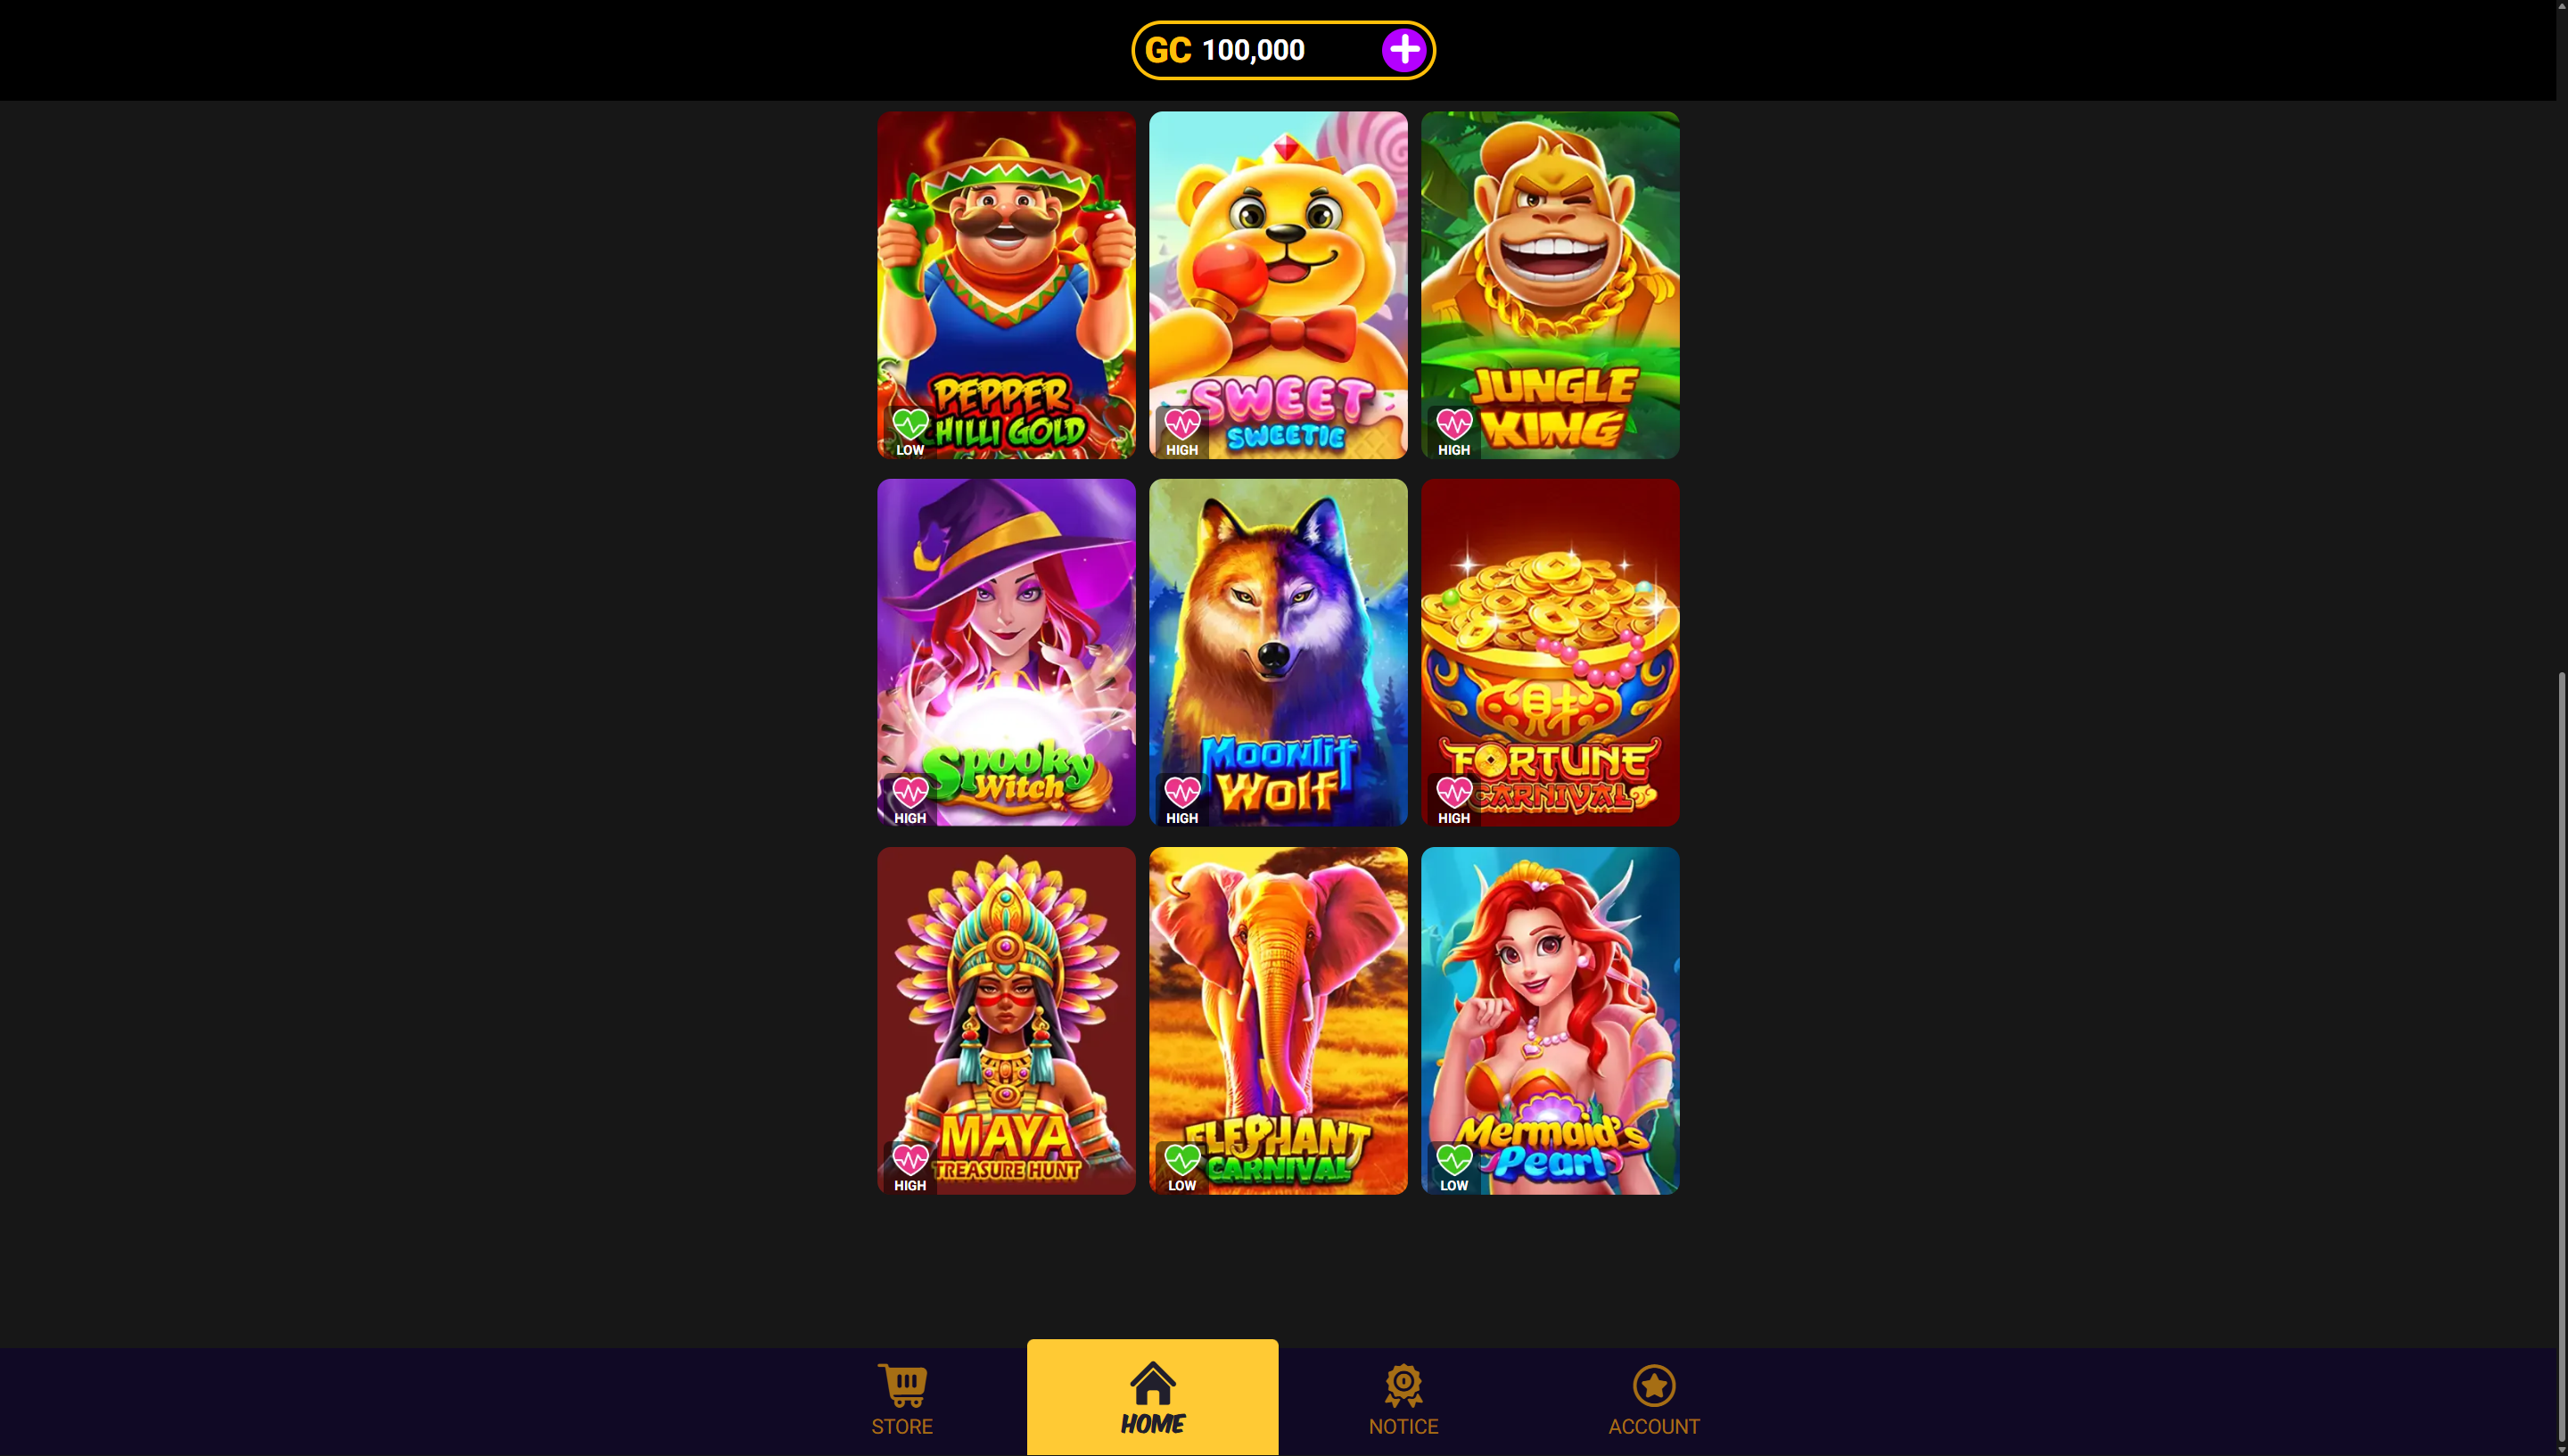 GC 100,000
PEPPER
CHILLI GOLD
LOW
SWEET
SWEETIE
HIGH
JUNGLE
KING
HIGH
Spooky
Witch
HIGH
Moonlit
Wolf
HIGH
財
FORTUNE
CARNIVAL
HIGH
MAYA
TREASURE HUNT
HIGH
ELEPHANT
CARNIVAL
LOW
Mermaid's
Pearl
LOW
STORE
HOME
NOTICE
ACCOUNT